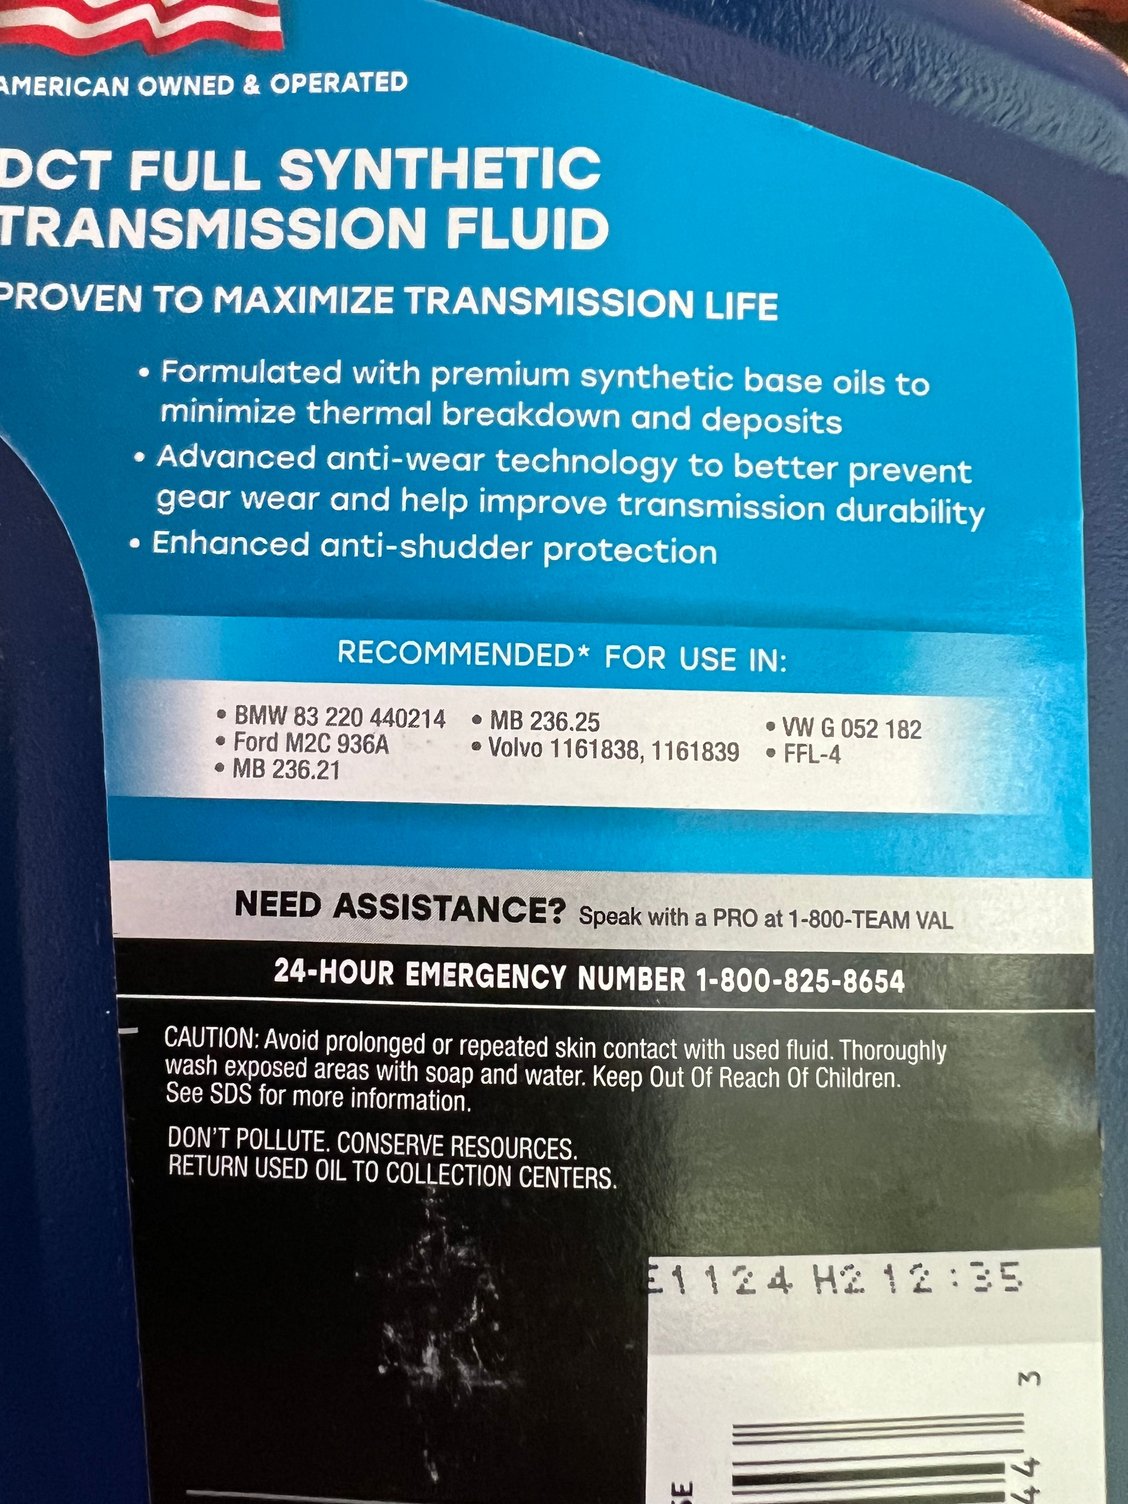 AMERICAN OWNED & OPERATED
DCT FULL SYNTHETIC
TRANSMISSION FLUID
PROVEN TO MAXIMIZE TRANSMISSION LIFE
• Formulated with premium synthetic base oils to
minimize thermal breakdown and deposits
• Advanced anti-wear technology to better prevent
gear wear and help improve transmission durability
• Enhanced anti-shudder protection
RECOMMENDED* FOR USE IN:
• BMW 83 220 440214
• Ford M2C 936A
• MB 236.21
• MB 236.25
• Volvo 1161838, 1161839
• VW G 052 182
• FFL-4
NEED ASSISTANCE? Speak with a PRO at 1-800-TEAM VAL
24-HOUR EMERGENCY NUMBER 1-800-825-8654
CAUTION: Avoid prolonged or repeated skin contact with used fluid. Thoroughly
wash exposed areas with soap and water. Keep Out Of Reach Of Children.
See SDS for more information.
DON'T POLLUTE. CONSERVE RESOURCES.
RETURN USED OIL TO COLLECTION CENTERS.
E1124 H2 12:35
3
44
SE